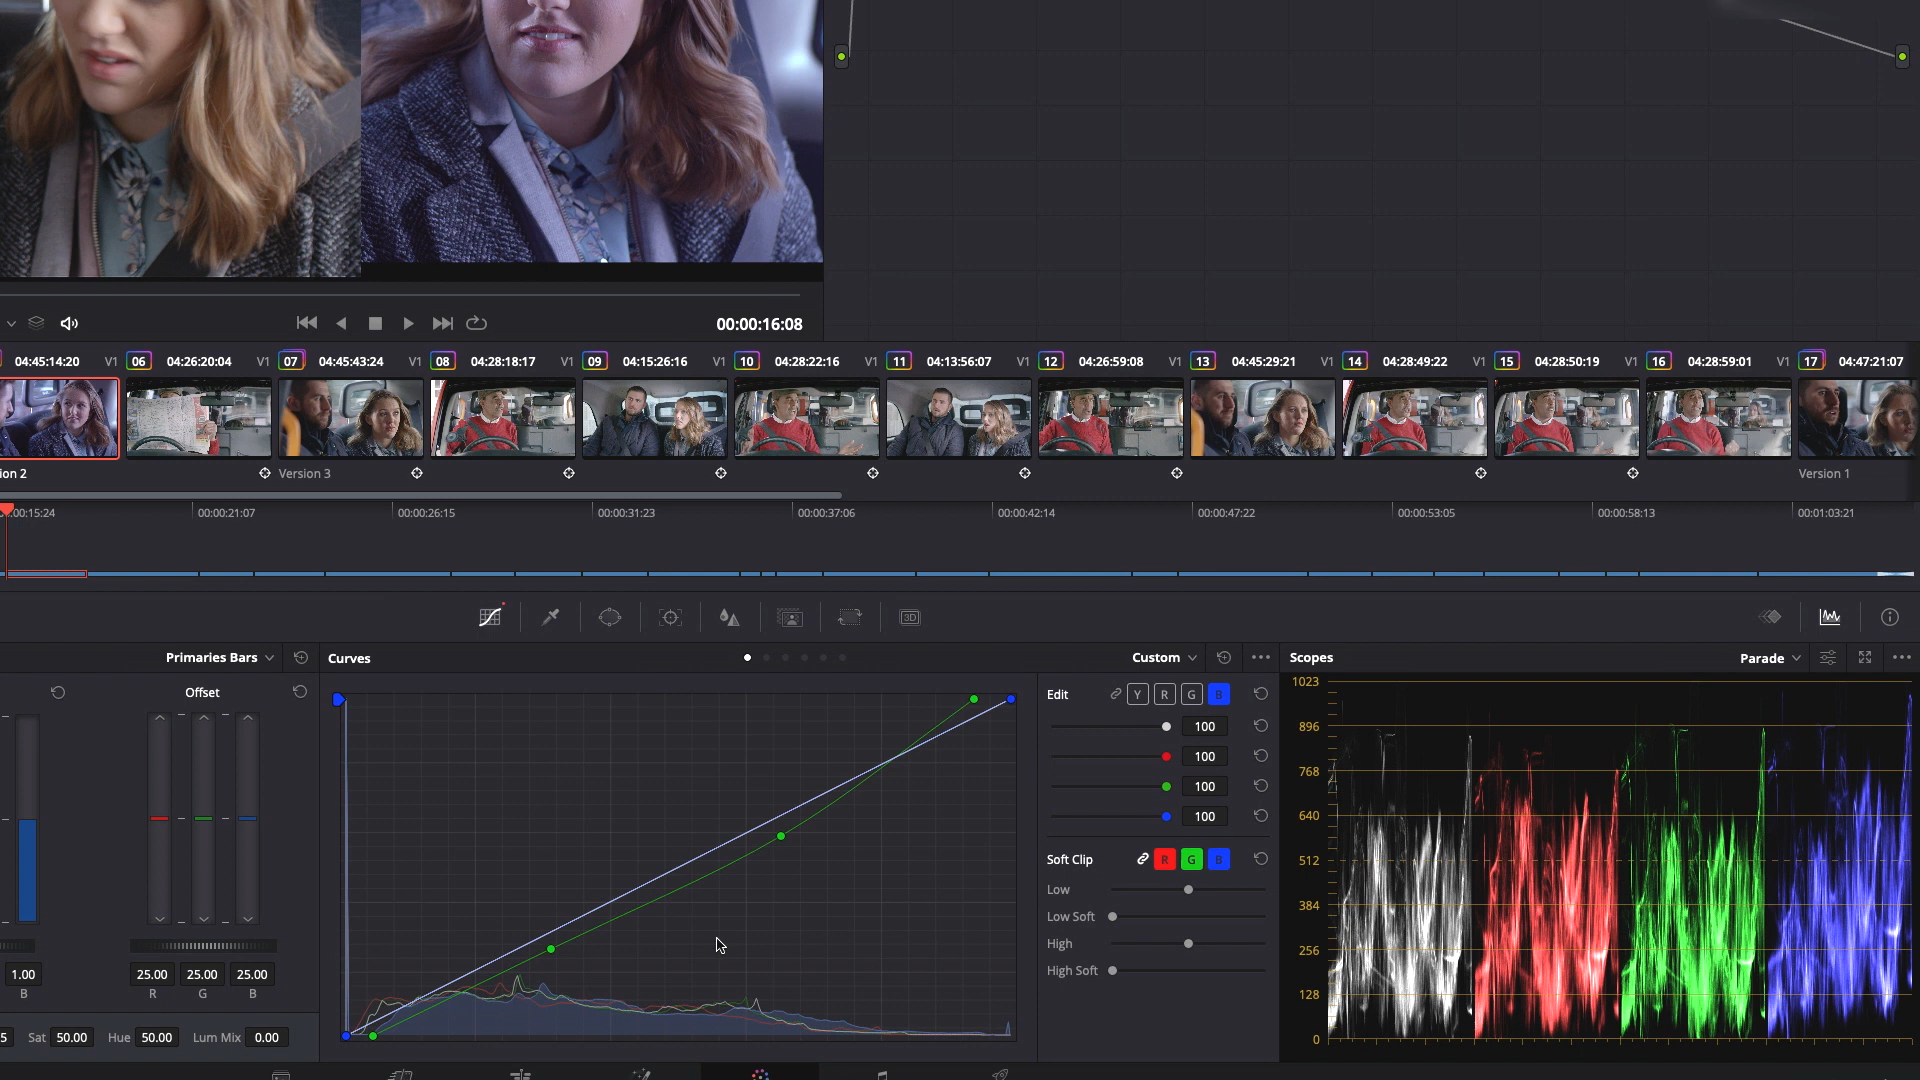 00:00:16:08
04:45:14:20 V1 06 04:26:20:04 V1 07 04:45:43:24 V1 08 04:28:18:17 V1 09 04:15:26:16 V1 10 04:28:22:16 V1 11 04:13:56:07 V1 12 04:26:59:08 V1 13 04:45:29:21 V1 14 04:28:49:22 V1 15 04:28:50:19 V1 16 04:28:59:01 V1 17 04:47:21:07
ion 2 Version 3 Version 1
:00:15:24 00:00:21:07 00:00:26:15 00:00:31:23 00:00:37:06 00:00:42:14 00:00:47:22 00:00:53:05 00:00:58:13 00:01:03:21
3D
Primaries Bars
Offset
1.00 25.00 25.00 25.00
B R G B
5 Sat 50.00 Hue 50.00 Lum Mix 0.00
Curves Custom
Edit Y R G B
100
100
100
100
Soft Clip R G B
Low
Low Soft
High
High Soft
Scopes Parade
1023
896
768
640
512
384
256
128
0